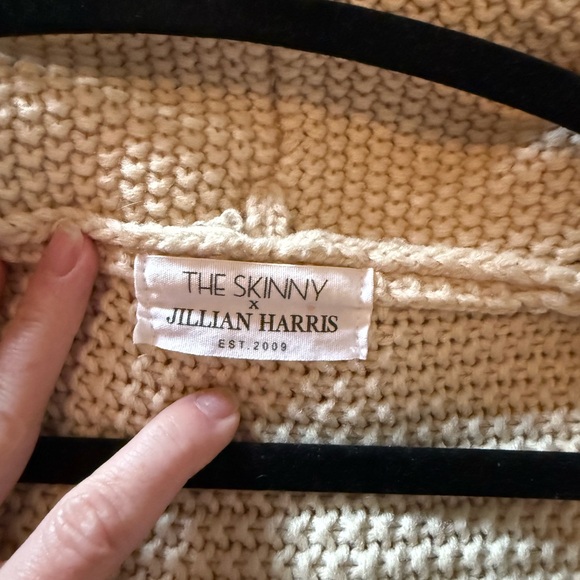 THE SKINNY
x
JILLIAN HARRIS
EST.2009